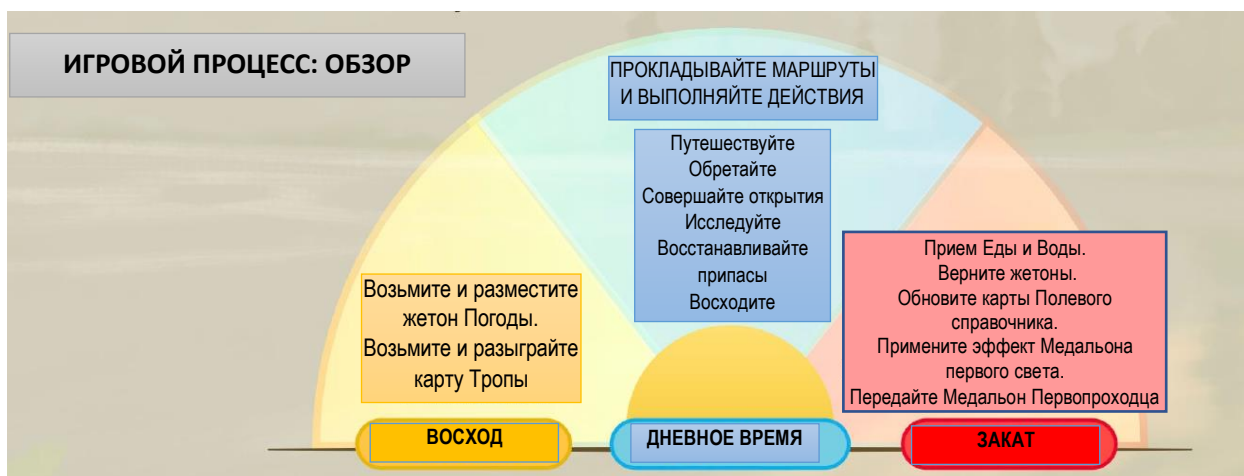 ИГРОВОЙ ПРОЦЕСС: ОБЗОР
ПРОКЛАДЫВАЙТЕ МАРШРУТЫ
И ВЫПОЛНЯЙТЕ ДЕЙСТВИЯ
Путешествуйте
Обретайте
Совершайте открытия
Исследуйте
Восстанавливайте
припасы
Восходите
Возьмите и разместите
жетон Погоды.
Возьмите и разыграйте
карту Тропы
Прием Еды и Воды.
Верните жетоны.
Обновите карты Полевого
справочника.
Примените эффект Медальона
первого света.
Передайте Медальон Первопроходца
ВОСХОД
ДНЕВНОЕ ВРЕМЯ
ЗАКАТ